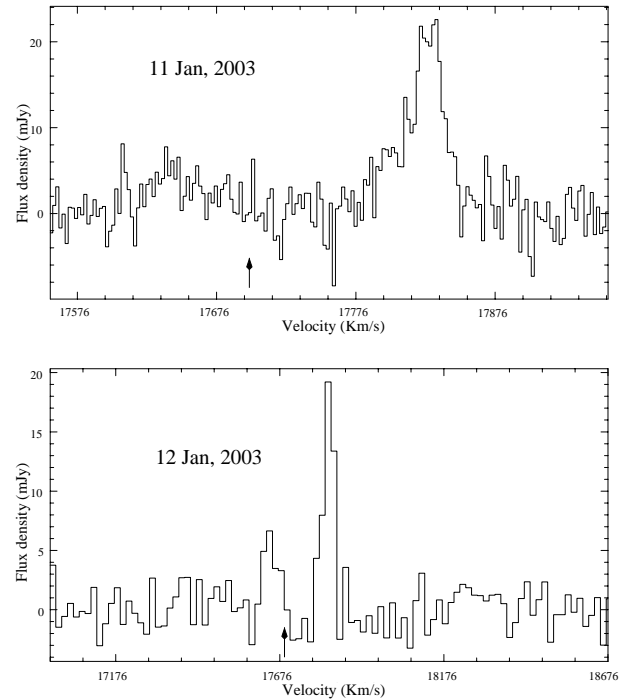 20
11 Jan, 2003
10
0
Flux density (mJy)
17576 17676 17776 17876
Velocity (Km/s)
20
15
12 Jan, 2003
10
5
0
Flux density (mJy)
17176 17676 18176 18676
Velocity (Km/s)